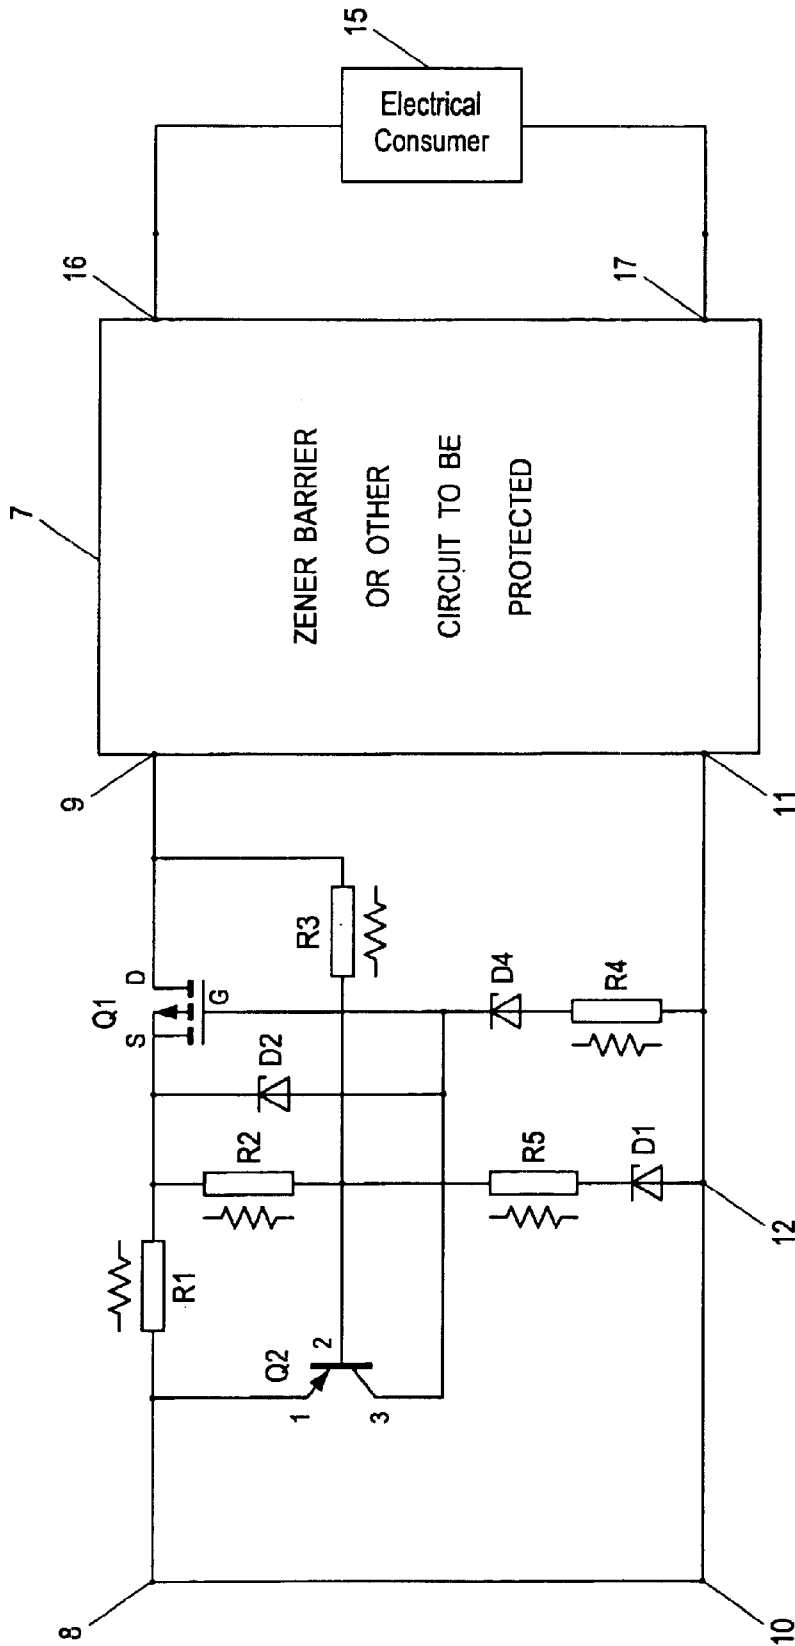 15
Electrical
Consumer
16
17
7
ZENER BARRIER
OR OTHER
CIRCUIT TO BE
PROTECTED
9
11
Q1
S
D
G
R3
D4
R4
D2
R2
R5
D1
12
R1
Q2
1
2
3
8
10